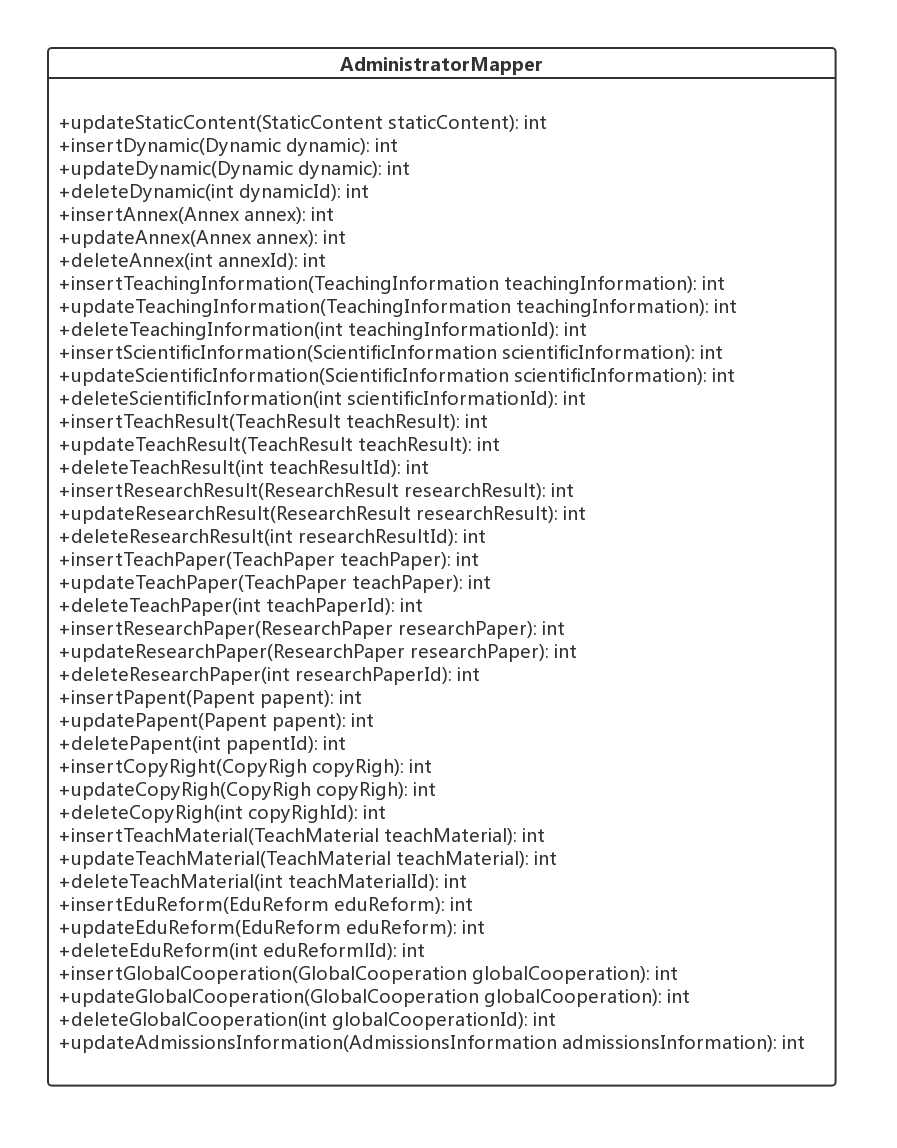 AdministratorMapper
+updateStaticContent(StaticContent staticContent): int
+insertDynamic(Dynamic dynamic): int
+updateDynamic(Dynamic dynamic): int
+deleteDynamic(int dynamicId): int
+insertAnnex(Annex annex): int
+updateAnnex(Annex annex): int
+deleteAnnex(int annexId): int
+insertTeachingInformation(TeachingInformation teachingInformation): int
+updateTeachingInformation(TeachingInformation teachingInformation): int
+deleteTeachingInformation(int teachingInformationId): int
+insertScientificInformation(ScientificInformation scientificInformation): int
+updateScientificInformation(ScientificInformation scientificInformation): int
+deleteScientificInformation(int scientificInformationId): int
+insertTeachResult(TeachResult teachResult): int
+updateTeachResult(TeachResult teachResult): int
+deleteTeachResult(int teachResultId): int
+insertResearchResult(ResearchResult researchResult): int
+updateResearchResult(ResearchResult researchResult): int
+deleteResearchResult(int researchResultId): int
+insertTeachPaper(TeachPaper teachPaper): int
+updateTeachPaper(TeachPaper teachPaper): int
+deleteTeachPaper(int teachPaperId): int
+insertResearchPaper(ResearchPaper researchPaper): int
+updateResearchPaper(ResearchPaper researchPaper): int
+deleteResearchPaper(int researchPaperId): int
+insertPapent(Papent papent): int
+updatePapent(Papent papent): int
+deletePapent(int papentId): int
+insertCopyRight(CopyRigh copyRigh): int
+updateCopyRigh(CopyRigh copyRigh): int
+deleteCopyRigh(int copyRighId): int
+insertTeachMaterial(TeachMaterial teachMaterial): int
+updateTeachMaterial(TeachMaterial teachMaterial): int
+deleteTeachMaterial(int teachMaterialId): int
+insertEduReform(EduReform eduReform): int
+updateEduReform(EduReform eduReform): int
+deleteEduReform(int eduReformlId): int
+insertGlobalCooperation(GlobalCooperation globalCooperation): int
+updateGlobalCooperation(GlobalCooperation globalCooperation): int
+deleteGlobalCooperation(int globalCooperationId): int
+updateAdmissionsInformation(AdmissionsInformation admissionsInformation): int